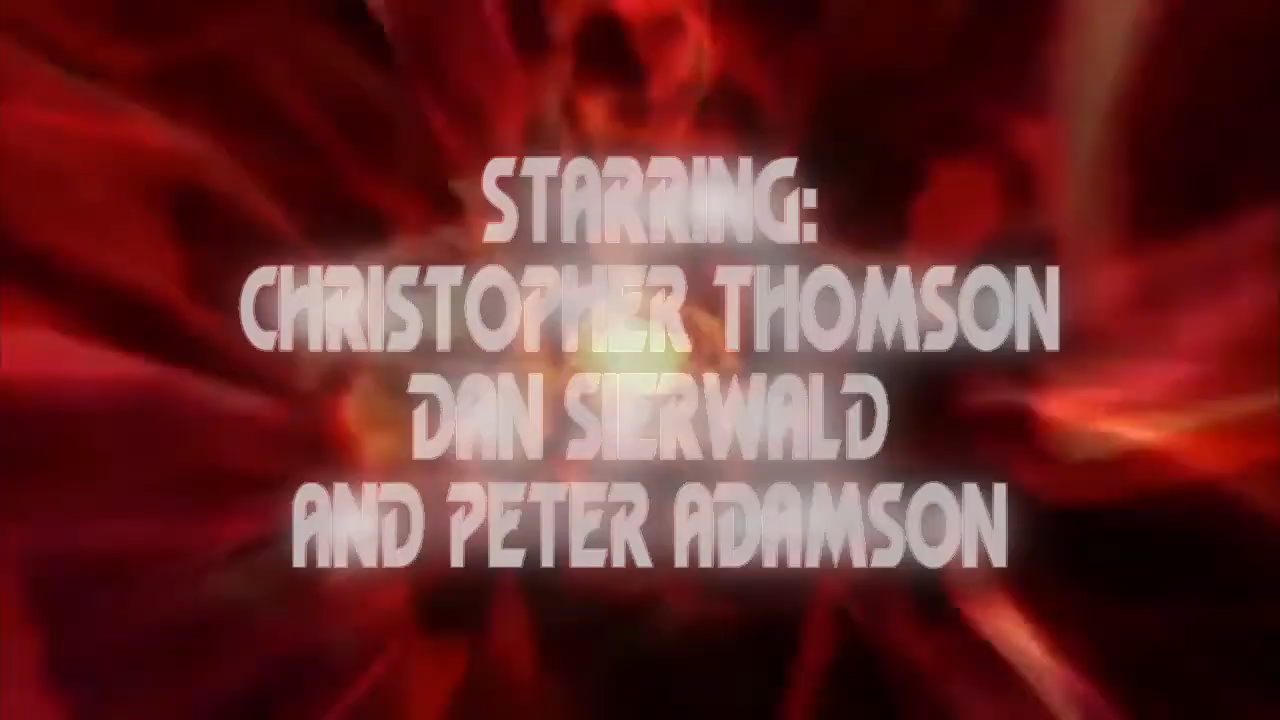 STARRING:
CHRISTOPHER THOMSON
DAN SIERWALD
AND PETER ADAMSON